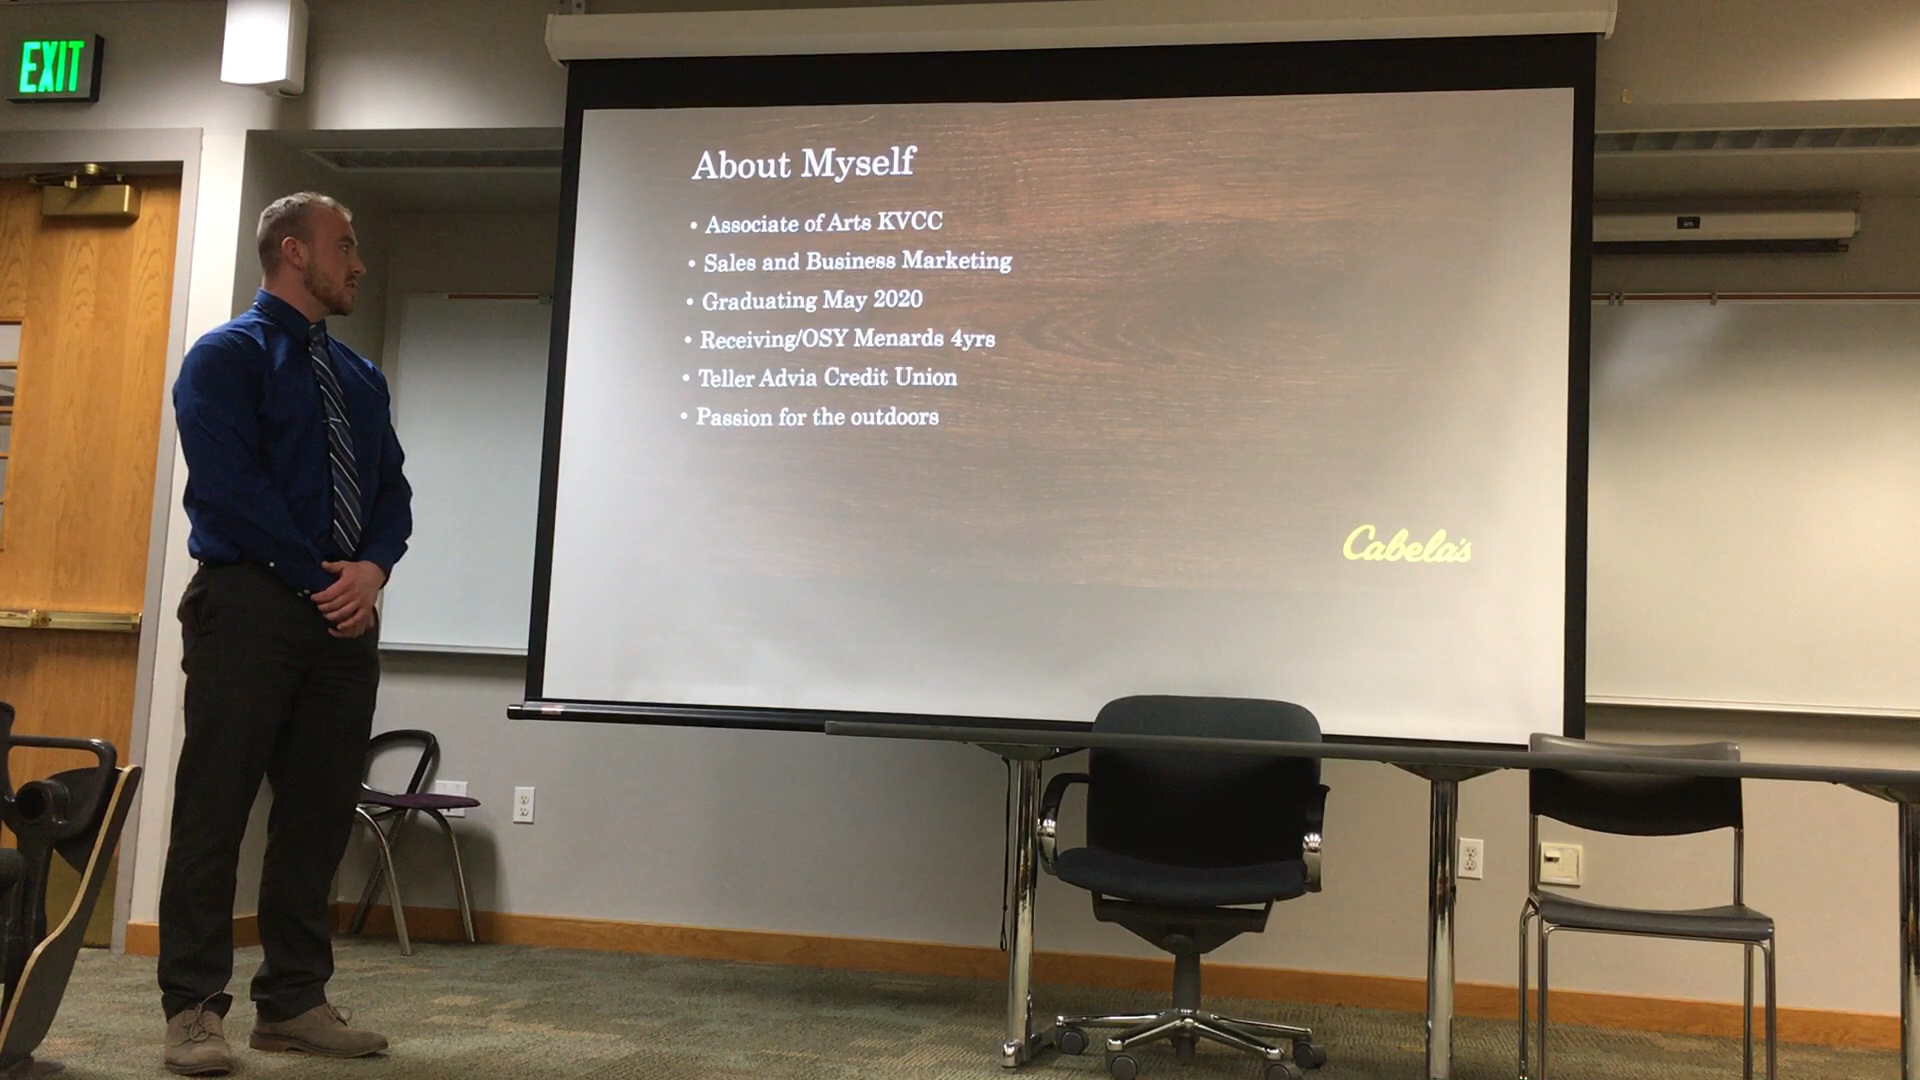 EXIT
About Myself
• Associate of Arts KVCC
• Sales and Business Marketing
• Graduating May 2020
• Receiving/OSY Menards 4yrs
• Teller Advia Credit Union
• Passion for the outdoors
Cabela's